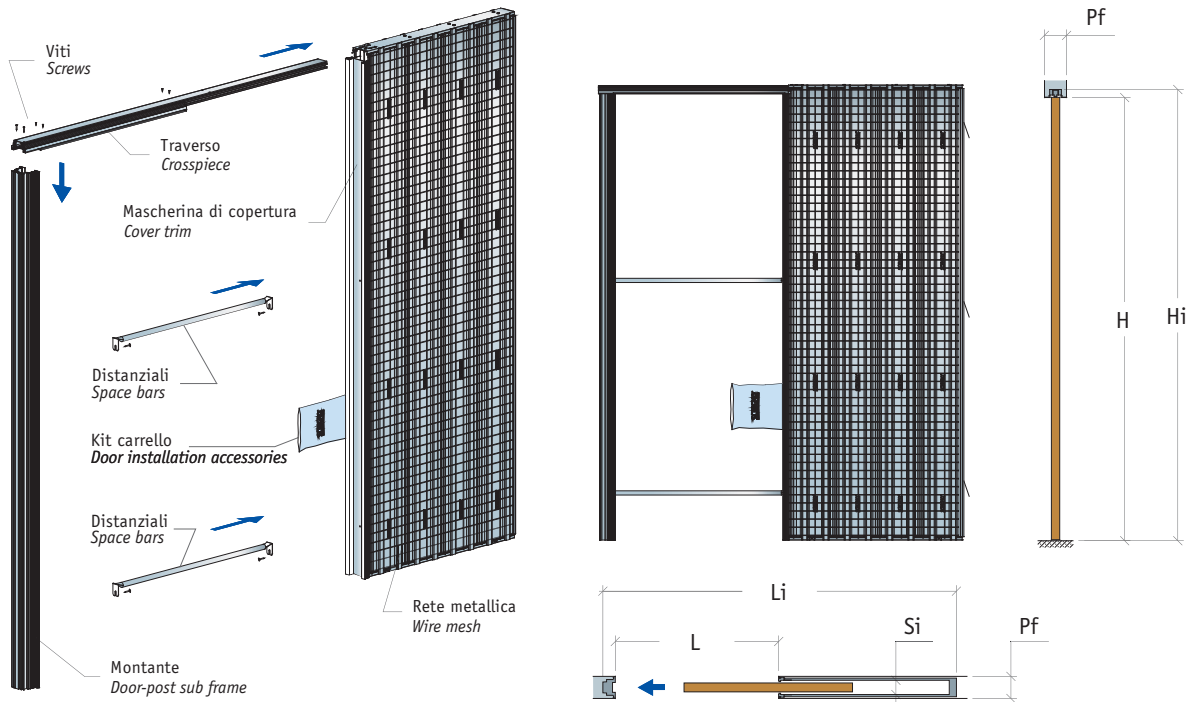 Viti
Screws
Traverso
Crosspiece
Mascherina di copertura
Cover trim
Distanziali
Space bars
Kit carrello
Door installation accessories
Distanziali
Space bars
Rete metallica
Wire mesh
Montante
Door-post sub frame
Pf
H
Hi
Li
L
Si
Pf